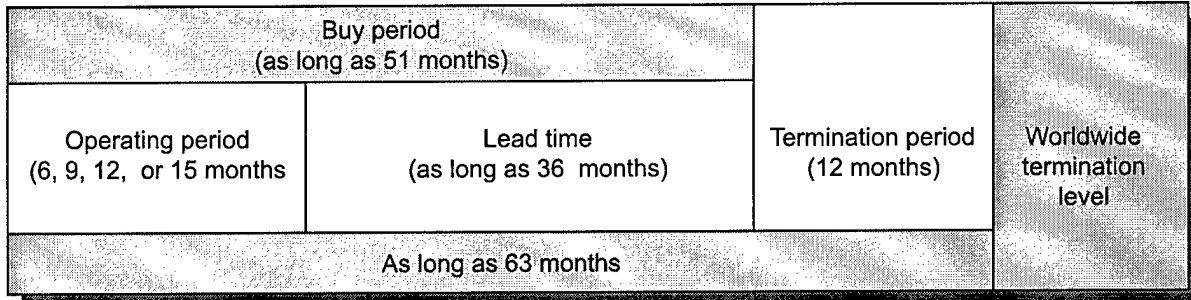 Buy period
(as long as 51 months)
Operating period
(6, 9, 12, or 15 months
Lead time
(as long as 36 months)
Termination period
(12 months)
Worldwide
termination
level
As long as 63 months